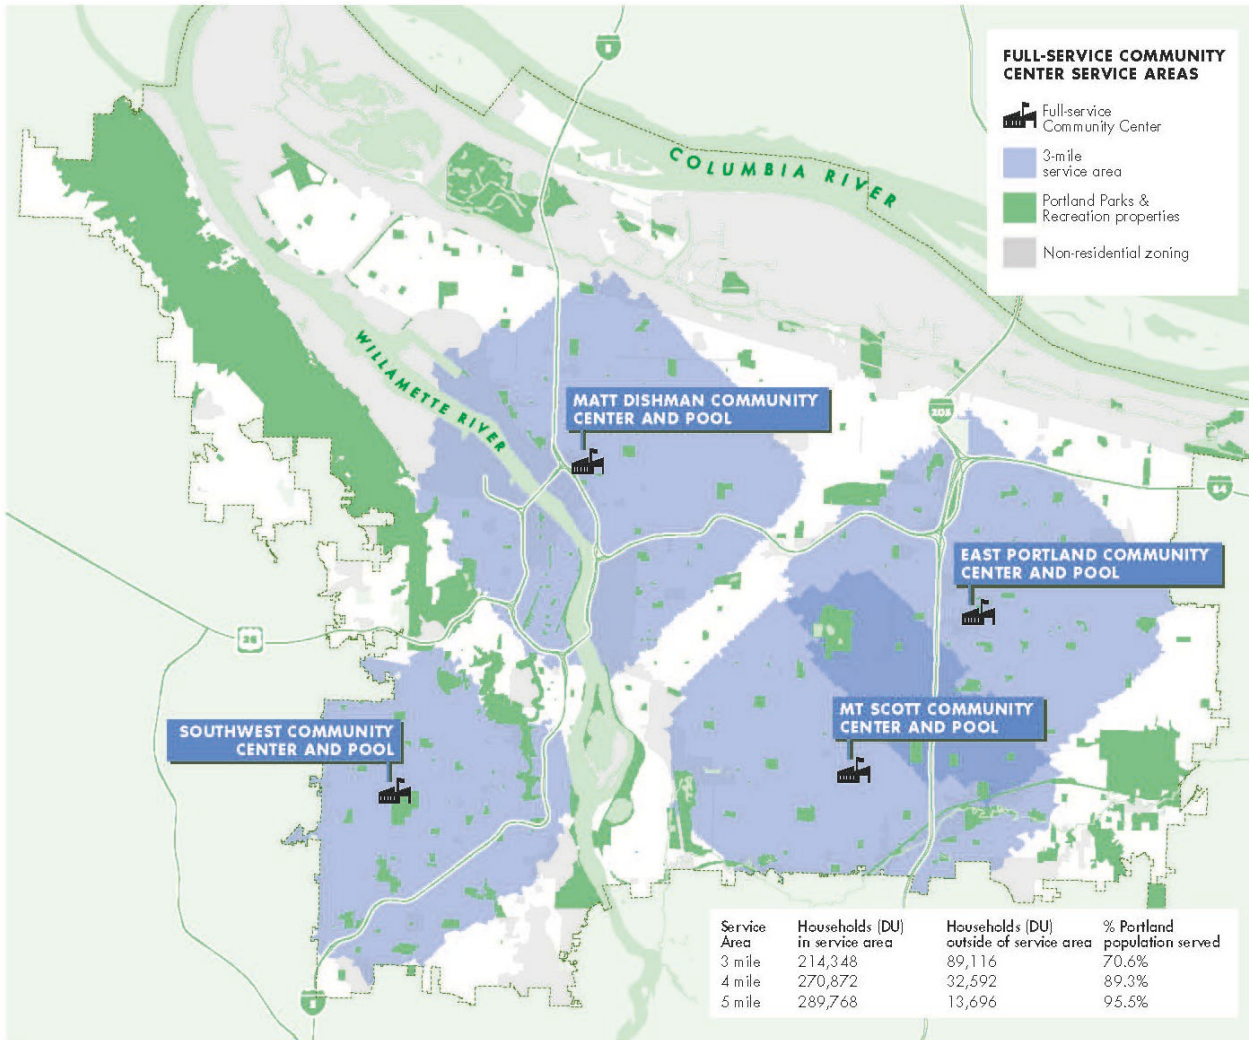 5
FULL-SERVICE COMMUNITY
CENTER SERVICE AREAS
Full-service
Community Center
3-mile
service area
Portland Parks &
Recreation properties
Non-residential zoning
COLUMBIA RIVER
WILLAMETTE RIVER
MATT DISHMAN COMMUNITY
CENTER AND POOL
205
84
EAST PORTLAND COMMUNITY
CENTER AND POOL
26
MT SCOTT COMMUNITY
CENTER AND POOL
SOUTHWEST COMMUNITY
CENTER AND POOL
5
Service Area Households (DU) in service area Households (DU) outside of service area % Portland population served
3 mile 214,348 89,116 70.6%
4 mile 270,872 32,592 89.3%
5 mile 289,768 13,696 95.5%